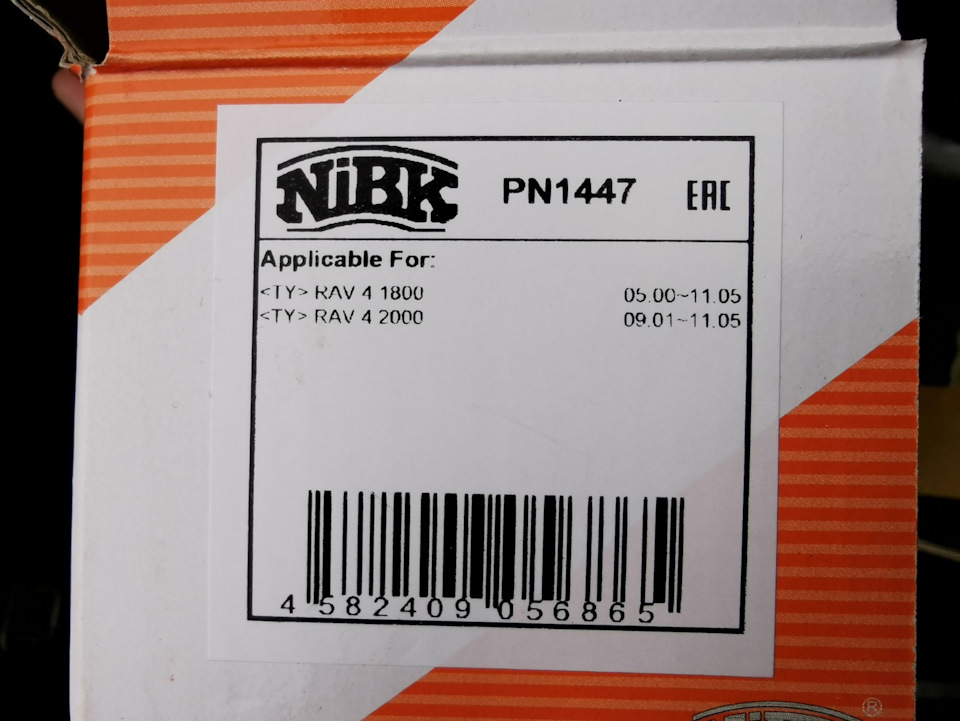 NiBK PN1447 EAC
Applicable For:
<TY> RAV 4 1800 05.00~11.05
<TY> RAV 4 2000 09.01~11.05
4 582409 056865
®